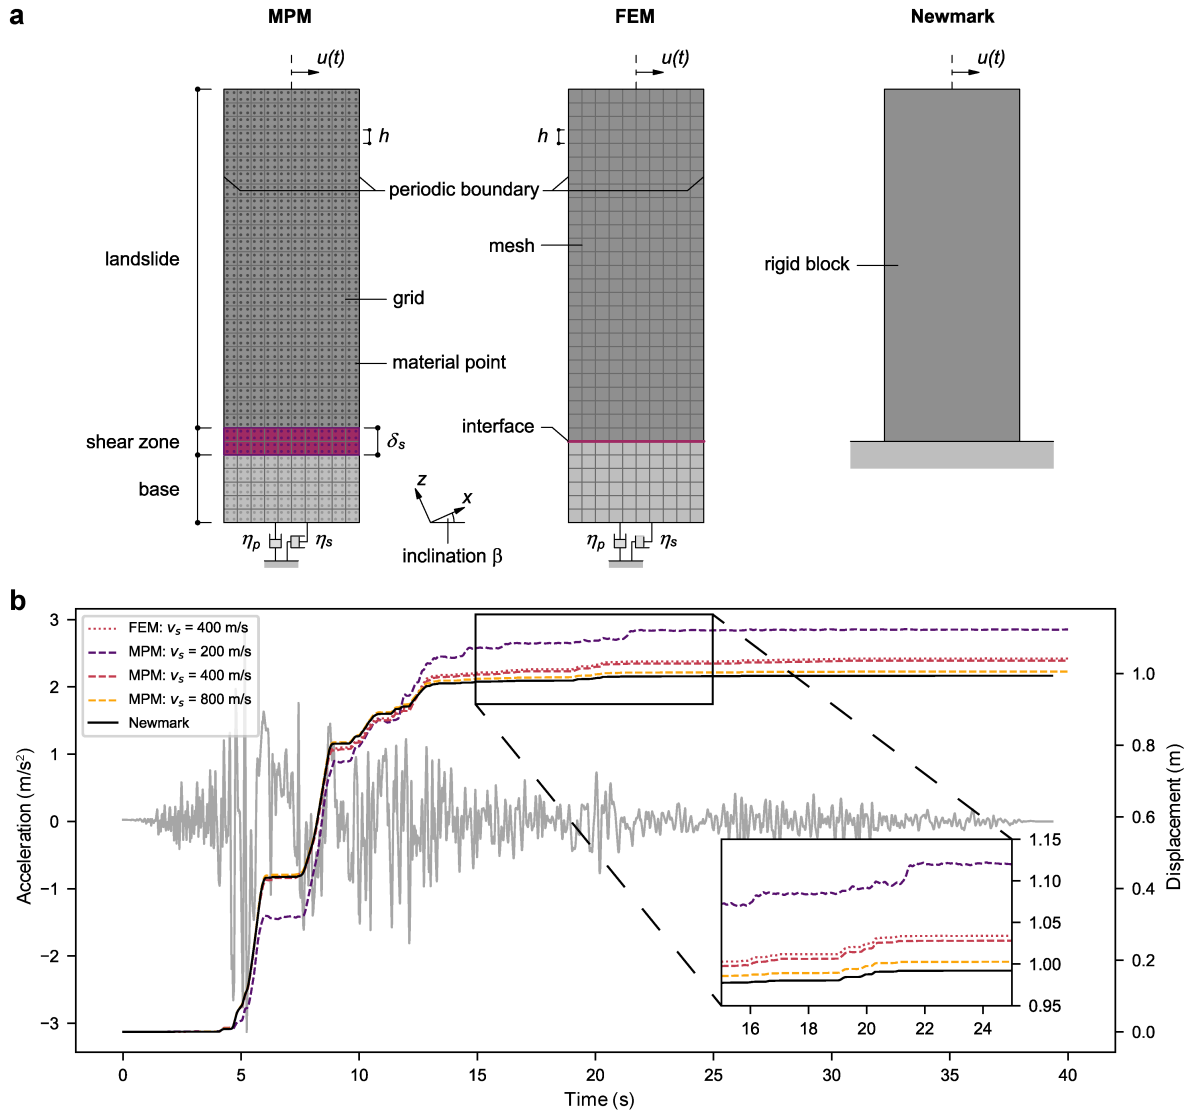 a
MPM
FEM
Newmark
u(t)
u(t)
u(t)
h
h
periodic boundary
mesh
landslide
rigid block
grid
material point
interface
shear zone
δs
base
z
x
ηp
ηs
inclination β
ηp
ηs
b
FEM: vs = 400 m/s
MPM: vs = 200 m/s
MPM: vs = 400 m/s
MPM: vs = 800 m/s
Newmark
3
2
1
0
−1
−2
−3
Acceleration (m/s²)
1.0
0.8
0.6
0.4
0.2
0.0
Displacement (m)
1.15
1.10
1.05
1.00
0.95
16 18 20 22 24
0 5 10 15 20 25 30 35 40
Time (s)